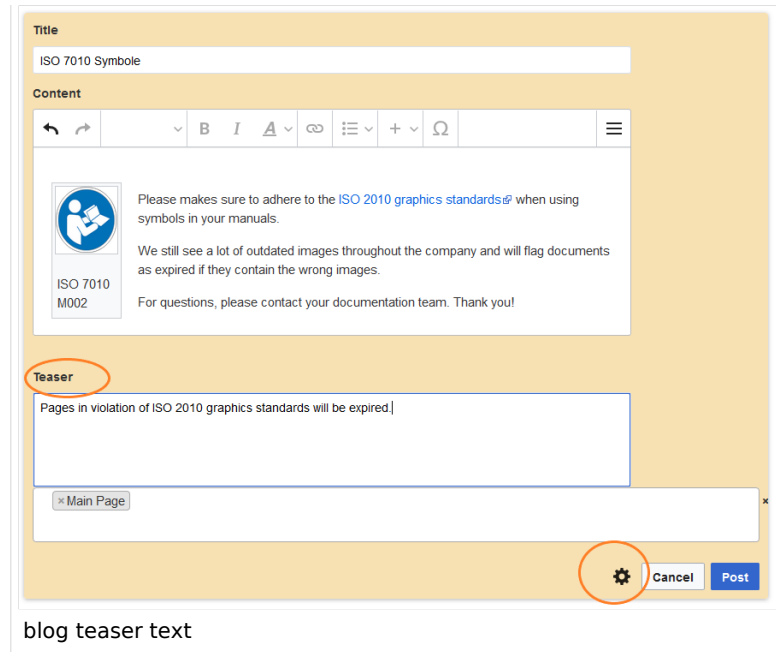 Title
ISO 7010 Symbole
Content
B I A Ω
ISO 7010
M002
Please makes sure to adhere to the ISO 2010 graphics standards when using
symbols in your manuals.
We still see a lot of outdated images throughout the company and will flag documents
as expired if they contain the wrong images.
For questions, please contact your documentation team. Thank you!
Teaser
Pages in violation of ISO 2010 graphics standards will be expired.
× Main Page
×
Cancel Post
blog teaser text